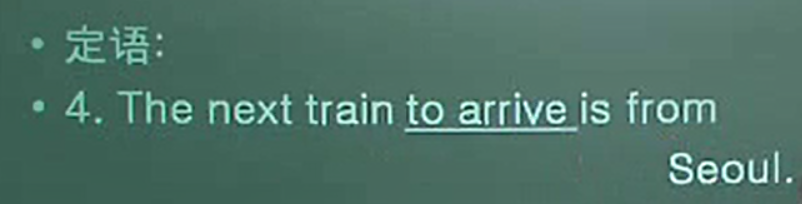 • 定语:
• 4. The next train to arrive is from
Seoul.